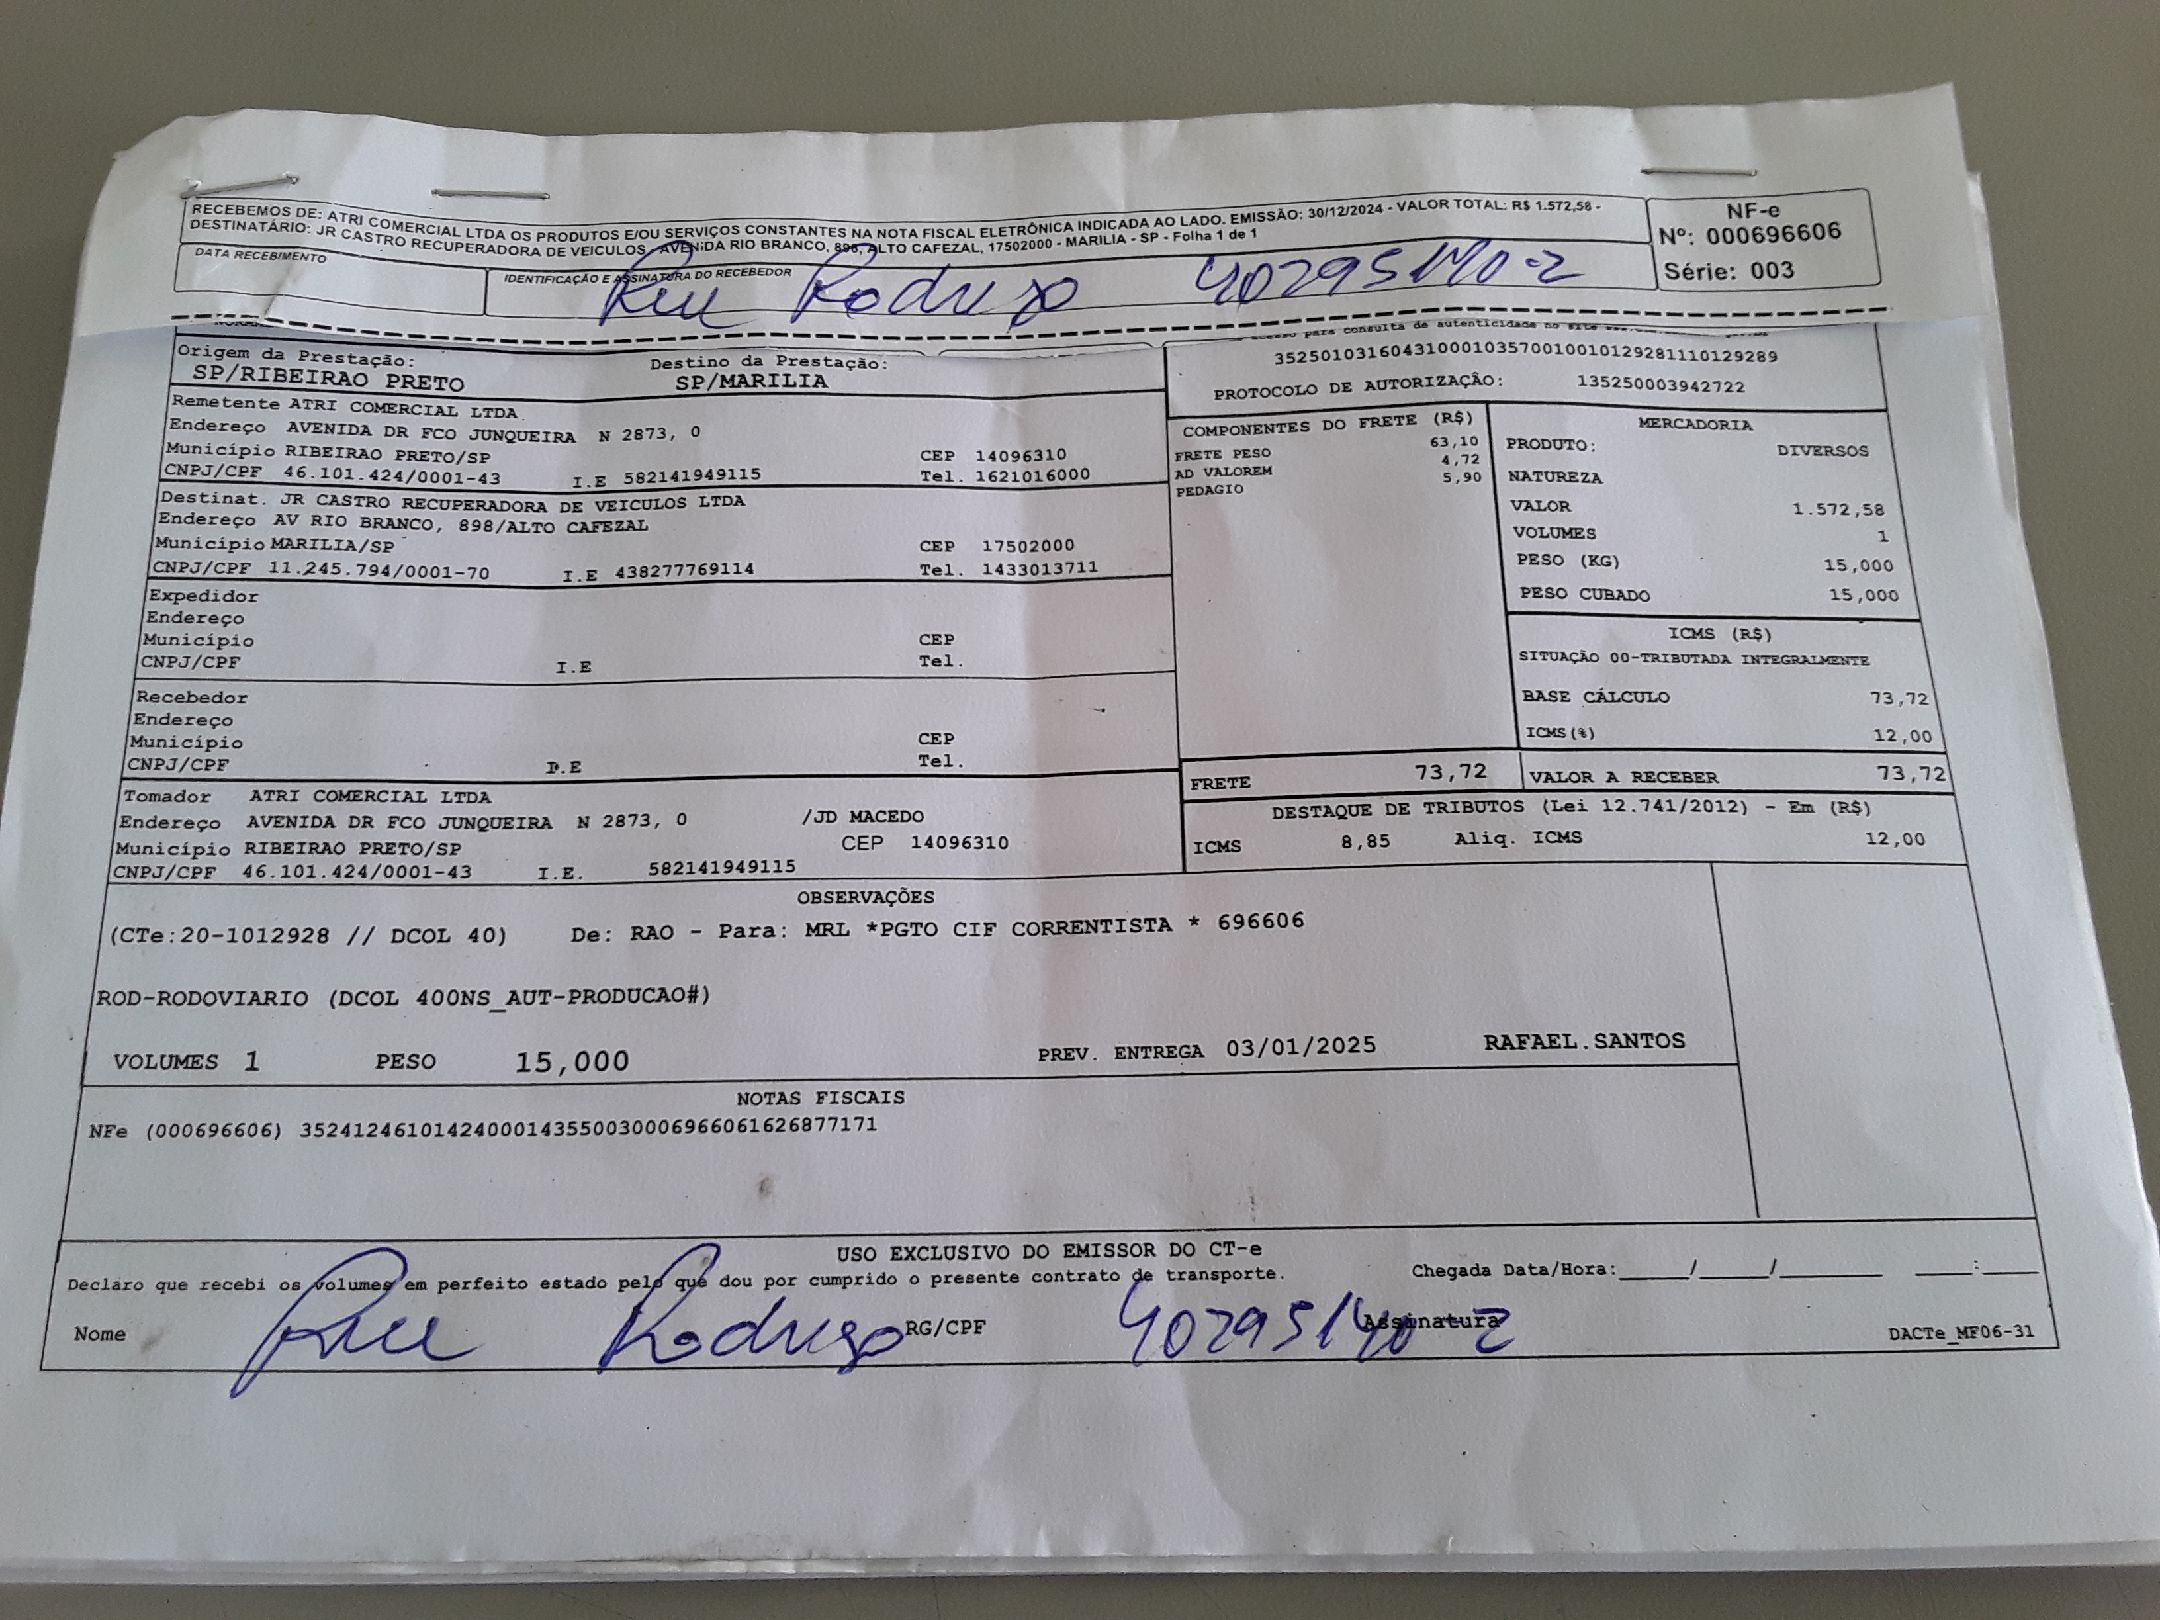 RECEBEMOS DE: ATRI COMERCIAL LTDA OS PRODUTOS E/OU SERVIÇOS CONSTANTES NA NOTA FISCAL ELETRÔNICA INDICADA AO LADO. EMISSÃO: 30/12/2024 - VALOR TOTAL: R$ 1.572,58 -
DESTINATÁRIO: JR CASTRO RECUPERADORA DE VEICULOS - AVENIDA RIO BRANCO, 898, ALTO CAFEZAL, 17502000 - MARILIA - SP - Folha 1 de 1
NF-e
Nº: 000696606
Série: 003
DATA RECEBIMENTO
IDENTIFICAÇÃO E ASSINATURA DO RECEBEDOR
Rodrigo 40295140-2
acesso para consulta de autenticidade no site
Origem da Prestação: Destino da Prestação:
SP/RIBEIRAO PRETO SP/MARILIA
35250103160431000103570010010129281110129289
PROTOCOLO DE AUTORIZAÇÃO: 135250003942722
Remetente ATRI COMERCIAL LTDA
Endereço AVENIDA DR FCO JUNQUEIRA N 2873, 0
Município RIBEIRAO PRETO/SP CEP 14096310
CNPJ/CPF 46.101.424/0001-43 I.E 582141949115 Tel. 1621016000
Destinat. JR CASTRO RECUPERADORA DE VEICULOS LTDA
Endereço AV RIO BRANCO, 898/ALTO CAFEZAL
Município MARILIA/SP CEP 17502000
CNPJ/CPF 11.245.794/0001-70 I.E 438277769114 Tel. 1433013711
Expedidor
Endereço
Município CEP
CNPJ/CPF I.E Tel.
Recebedor
Endereço
Município CEP
CNPJ/CPF I.E Tel.
Tomador ATRI COMERCIAL LTDA
Endereço AVENIDA DR FCO JUNQUEIRA N 2873, 0 /JD MACEDO
Município RIBEIRAO PRETO/SP CEP 14096310
CNPJ/CPF 46.101.424/0001-43 I.E. 582141949115
COMPONENTES DO FRETE (R$)
FRETE PESO 63,10
AD VALOREM 4,72
PEDAGIO 5,90
MERCADORIA
PRODUTO: DIVERSOS
NATUREZA
VALOR 1.572,58
VOLUMES 1
PESO (KG) 15,000
PESO CUBADO 15,000
ICMS (R$)
SITUAÇÃO 00-TRIBUTADA INTEGRALMENTE
BASE CÁLCULO 73,72
ICMS(%) 12,00
FRETE 73,72 VALOR A RECEBER 73,72
DESTAQUE DE TRIBUTOS (Lei 12.741/2012) - Em (R$)
ICMS 8,85 Aliq. ICMS 12,00
OBSERVAÇÕES
(CTe:20-1012928 // DCOL 40) De: RAO - Para: MRL *PGTO CIF CORRENTISTA * 696606
ROD-RODOVIARIO (DCOL 400NS_AUT-PRODUCAO#)
VOLUMES 1 PESO 15,000 PREV. ENTREGA 03/01/2025 RAFAEL.SANTOS
NOTAS FISCAIS
NFe (000696606) 35241246101424000143550030006966061626877171
USO EXCLUSIVO DO EMISSOR DO CT-e
Declaro que recebi os volumes em perfeito estado pelo que dou por cumprido o presente contrato de transporte. Chegada Data/Hora:_____/_____/_______ ____:____
Nome Rodrigo RG/CPF 40295140-2 Assinatura
DACTe_MF06-31